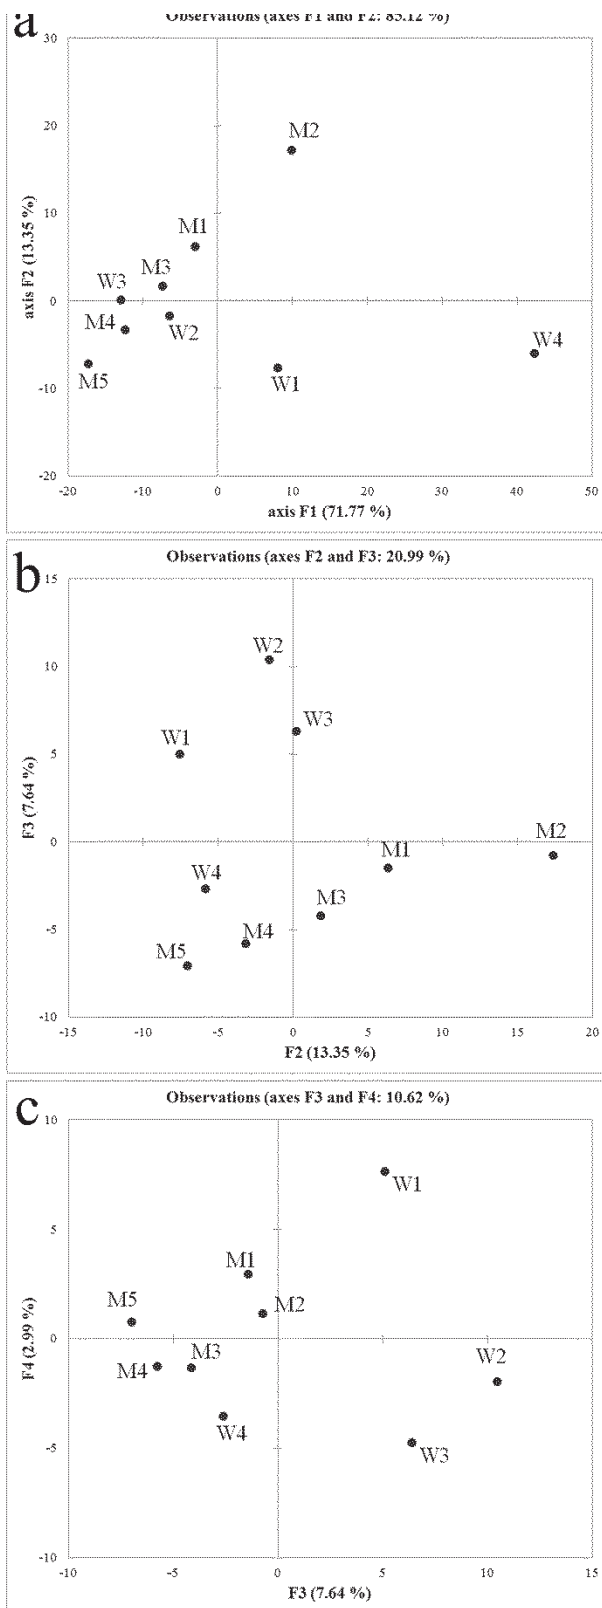 a
Observations (axes F1 and F2: 85.12 %)
30
M2
20
10
M1
M3
W3
0
M4
W2
W4
M5
W1
-10
-20
axis F2 (13.35 %)
-20 -10 0 10 20 30 40 50
axis F1 (71.77 %)
b
Observations (axes F2 and F3: 20.99 %)
15
W2
10
W3
W1
5
0
M2
M1
W4
M3
M4
-5
M5
-10
F3 (7.64 %)
-15 -10 -5 0 5 10 15 20
F2 (13.35 %)
c
Observations (axes F3 and F4: 10.62 %)
10
W1
5
M1
M5
M2
0
M3
W2
M4
W4
W3
-5
-10
F4 (2.99 %)
-10 -5 0 5 10 15
F3 (7.64 %)